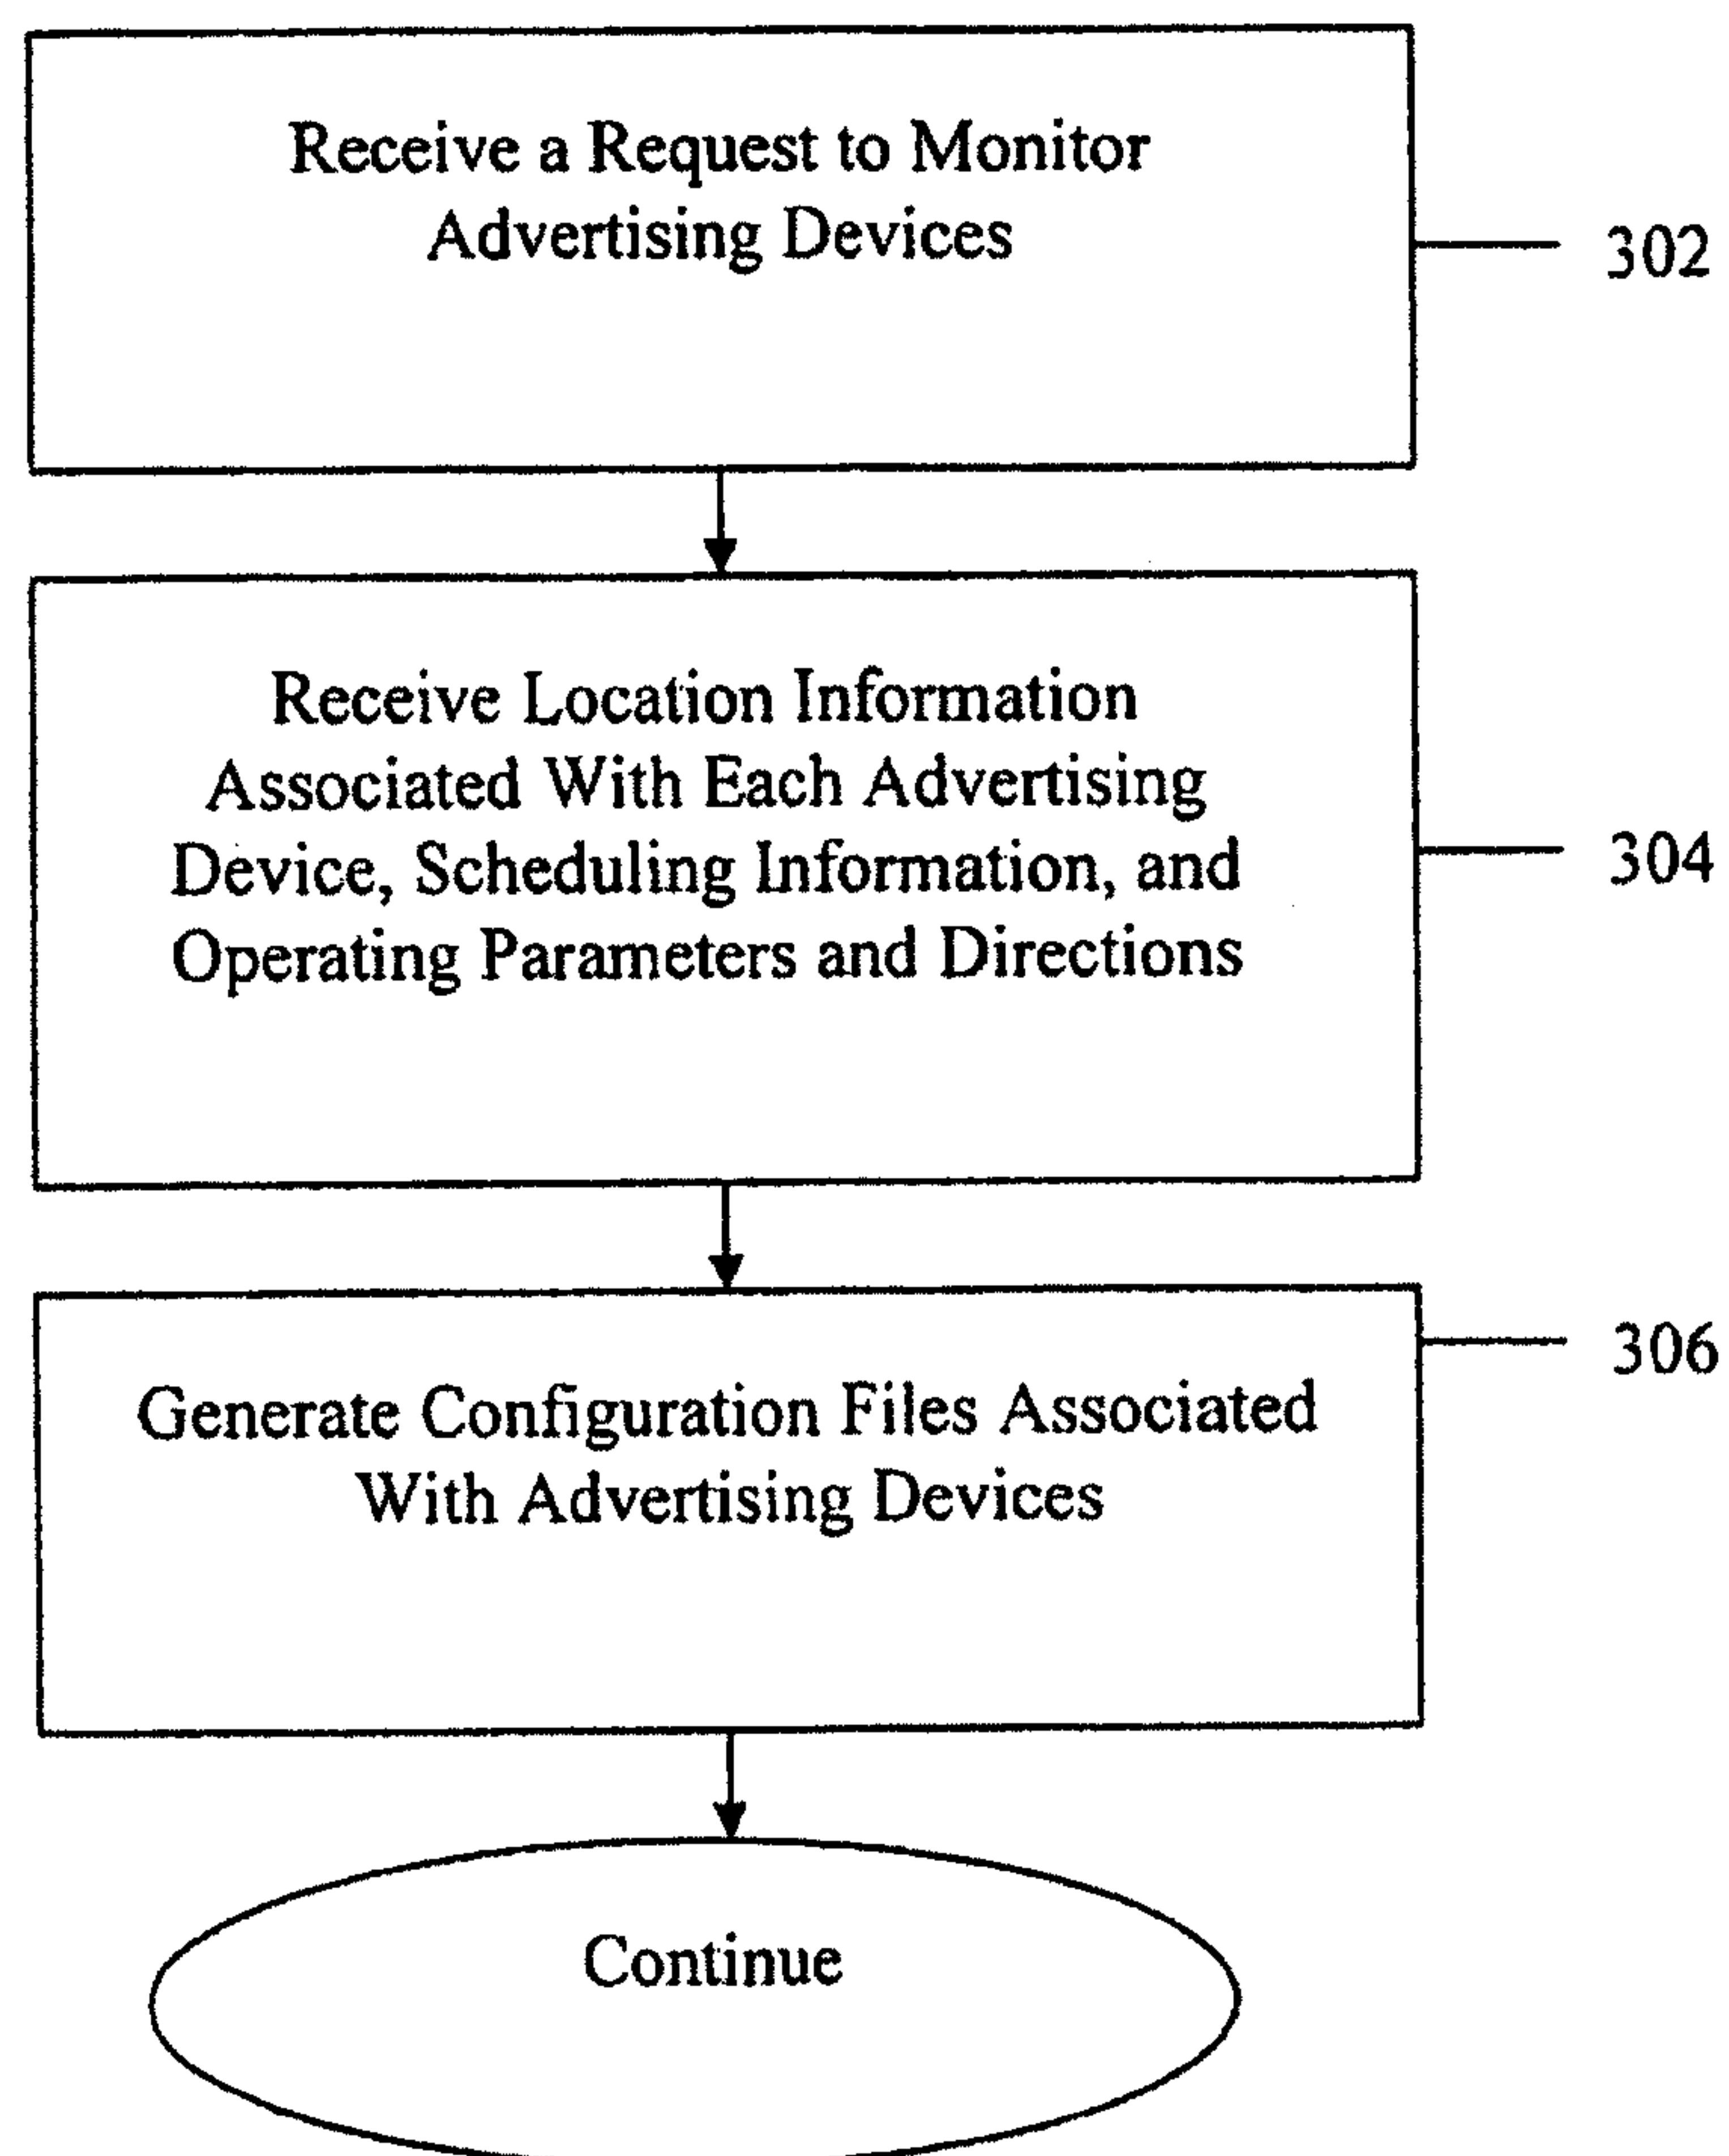 Receive a Request to Monitor
Advertising Devices
302
Receive Location Information
Associated With Each Advertising
Device, Scheduling Information, and
Operating Parameters and Directions
304
306
Generate Configuration Files Associated
With Advertising Devices
Continue